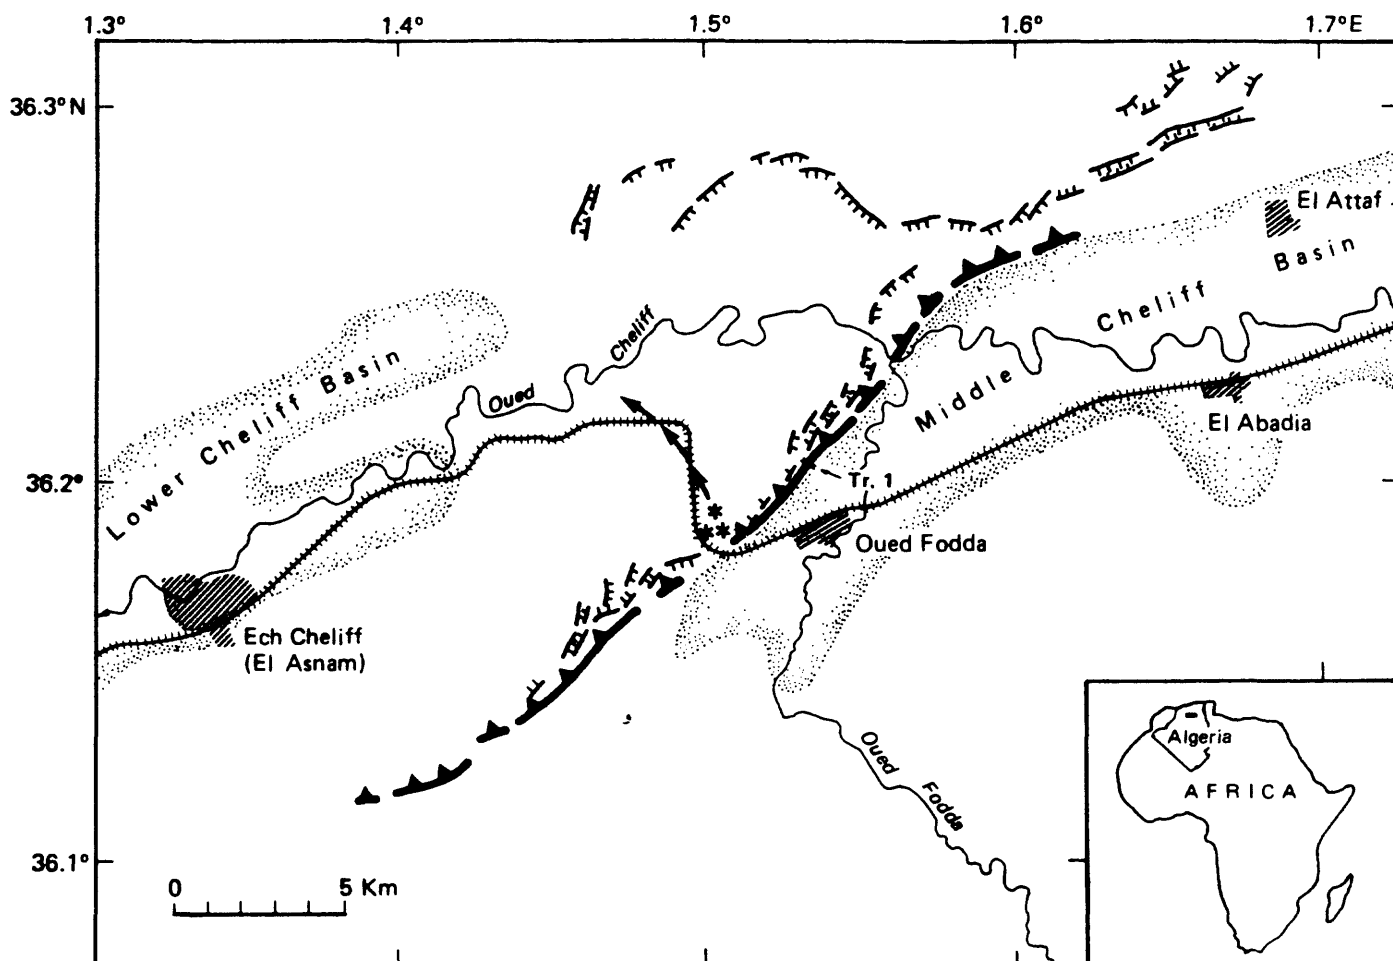 1.3° 1.4° 1.5° 1.6° 1.7°E
36.3°N
El Attaf
Middle Cheliff Basin
Oued Cheliff
Lower Cheliff Basin
El Abadia
36.2°
Tr. 1
Oued Fodda
Ech Cheliff
(El Asnam)
Oued Fodda
Algeria
AFRICA
36.1°
0 5 Km